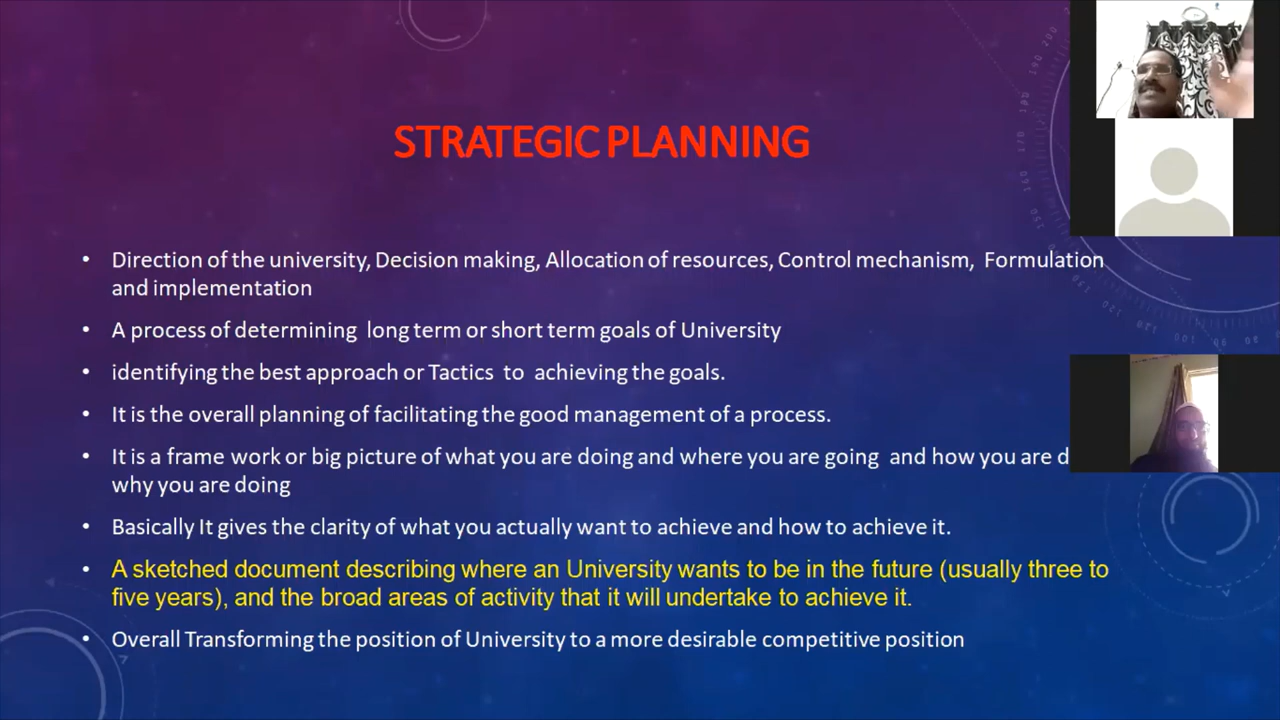 STRATEGIC PLANNING
• Direction of the university, Decision making, Allocation of resources, Control mechanism, Formulation
and implementation
• A process of determining long term or short term goals of University
• identifying the best approach or Tactics to achieving the goals.
• It is the overall planning of facilitating the good management of a process.
• It is a frame work or big picture of what you are doing and where you are going and how you are
why you are doing
• Basically It gives the clarity of what you actually want to achieve and how to achieve it.
• A sketched document describing where an University wants to be in the future (usually three to
five years), and the broad areas of activity that it will undertake to achieve it.
• Overall Transforming the position of University to a more desirable competitive position